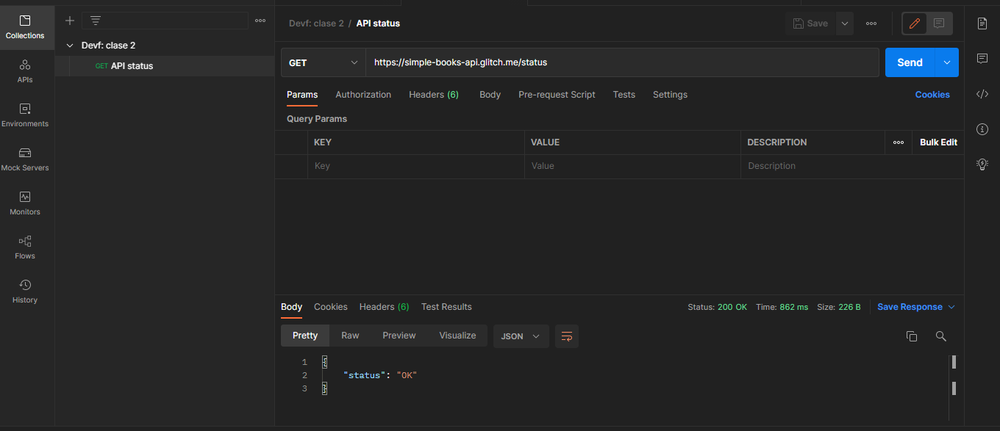 Collections
APIs
Environments
Mock Servers
Monitors
Flows
History
Devf: clase 2
GET API status
Devf: clase 2 / API status
Save
GET
https://simple-books-api.glitch.me/status
Send
Params Authorization Headers (6) Body Pre-request Script Tests Settings
Cookies
Query Params
KEY VALUE DESCRIPTION Bulk Edit
Key Value Description
Body Cookies Headers (6) Test Results
Status: 200 OK Time: 862 ms Size: 226 B Save Response
Pretty Raw Preview Visualize JSON
1 {
2 "status": "OK"
3 }